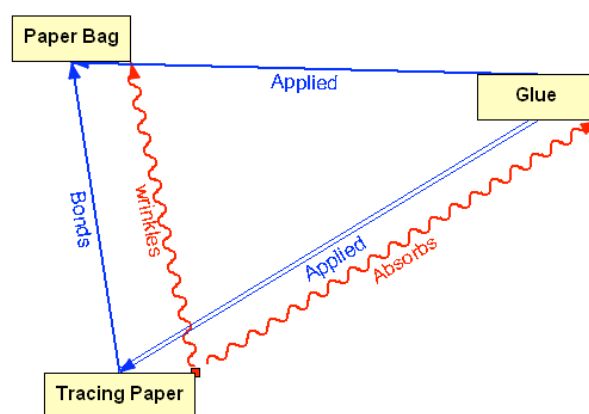 Paper Bag
Applied
Glue
Bonds
wrinkles
Applied
Absorbs
Tracing Paper